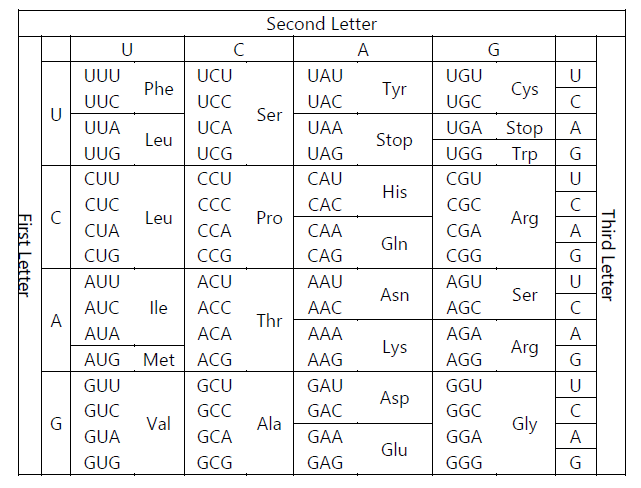 Second Letter
U C A G
First Letter
Third Letter
U
UUU Phe UCU Ser UAU Tyr UGU Cys U
UUC UCC UAC UGC C
UUA Leu UCA UAA Stop UGA Stop A
UUG UCG UAG UGG Trp G
C
CUU Leu CCU Pro CAU His CGU Arg U
CUC CCC CAC CGC C
CUA CCA CAA Gln CGA A
CUG CCG CAG CGG G
A
AUU Ile ACU Thr AAU Asn AGU Ser U
AUC ACC AAC AGC C
AUA ACA AAA Lys AGA Arg A
AUG Met ACG AAG AGG G
G
GUU Val GCU Ala GAU Asp GGU Gly U
GUC GCC GAC GGC C
GUA GCA GAA Glu GGA A
GUG GCG GAG GGG G